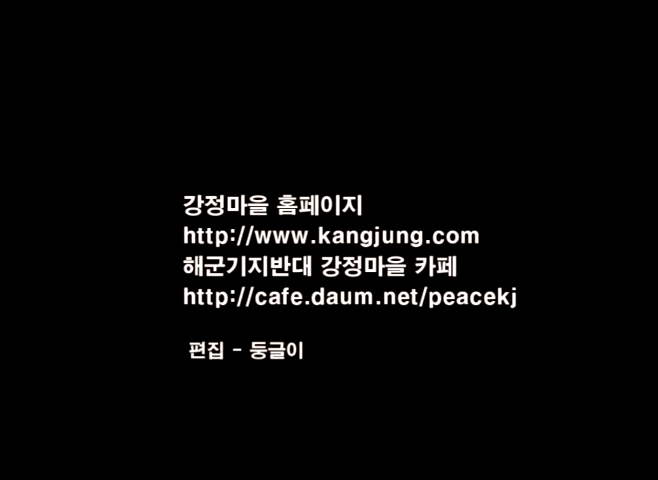 강정마을 홈페이지
http://www.kangjung.com
해군기지반대 강정마을 카페
http://cafe.daum.net/peacekj
편집 - 둥글이